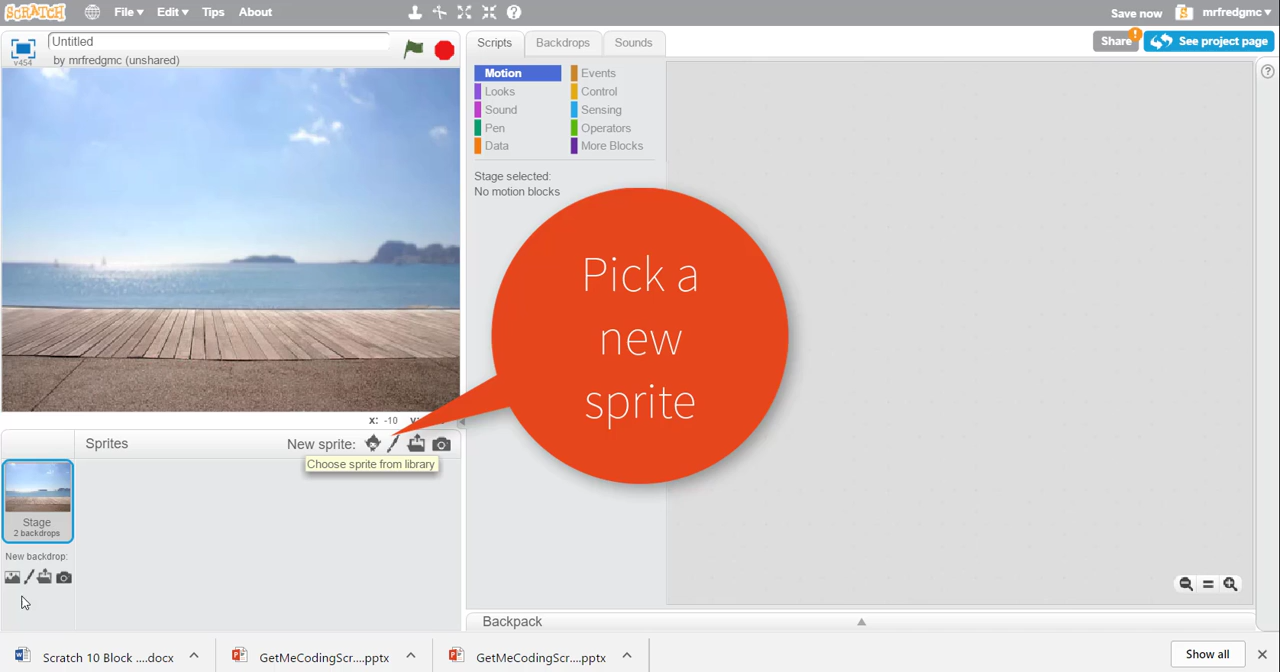 SCRATCH
File
Edit
Tips
About
Save now
mrfredgmc
v454
Untitled
by mrfredgmc (unshared)
Scripts
Backdrops
Sounds
Share
See project page
Motion
Looks
Sound
Pen
Data
Events
Control
Sensing
Operators
More Blocks
Stage selected:
No motion blocks
Pick a
new
sprite
x: -10
Sprites
New sprite:
Choose sprite from library
Stage
2 backdrops
New backdrop:
Backpack
Scratch 10 Block ....docx
GetMeCodingScr....pptx
GetMeCodingScr....pptx
Show all